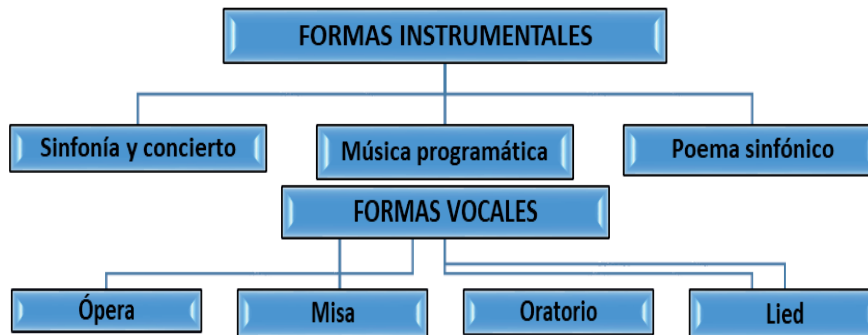 FORMAS INSTRUMENTALES
Sinfonía y concierto
Música programática
Poema sinfónico
FORMAS VOCALES
Ópera
Misa
Oratorio
Lied